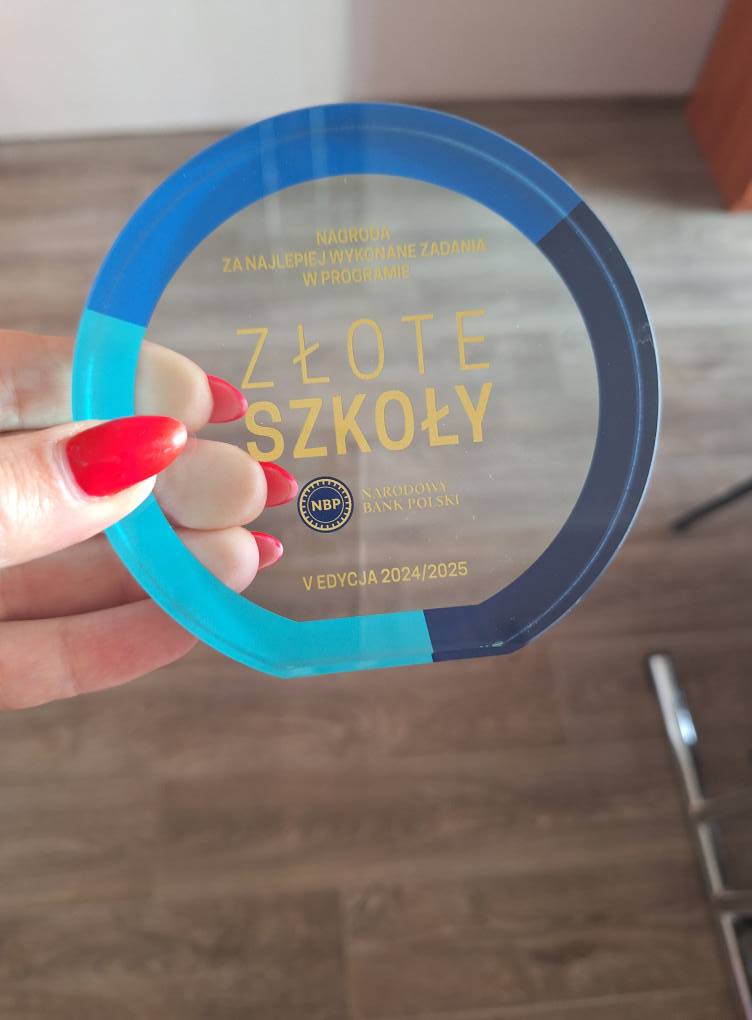 NAGRODA
ZA NAJLEPIEJ WYKONANE ZADANIA
W PROGRAMIE
ZŁOTE
SZKOŁY
NBP
NARODOWY
BANK POLSKI
V EDYCJA 2024/2025